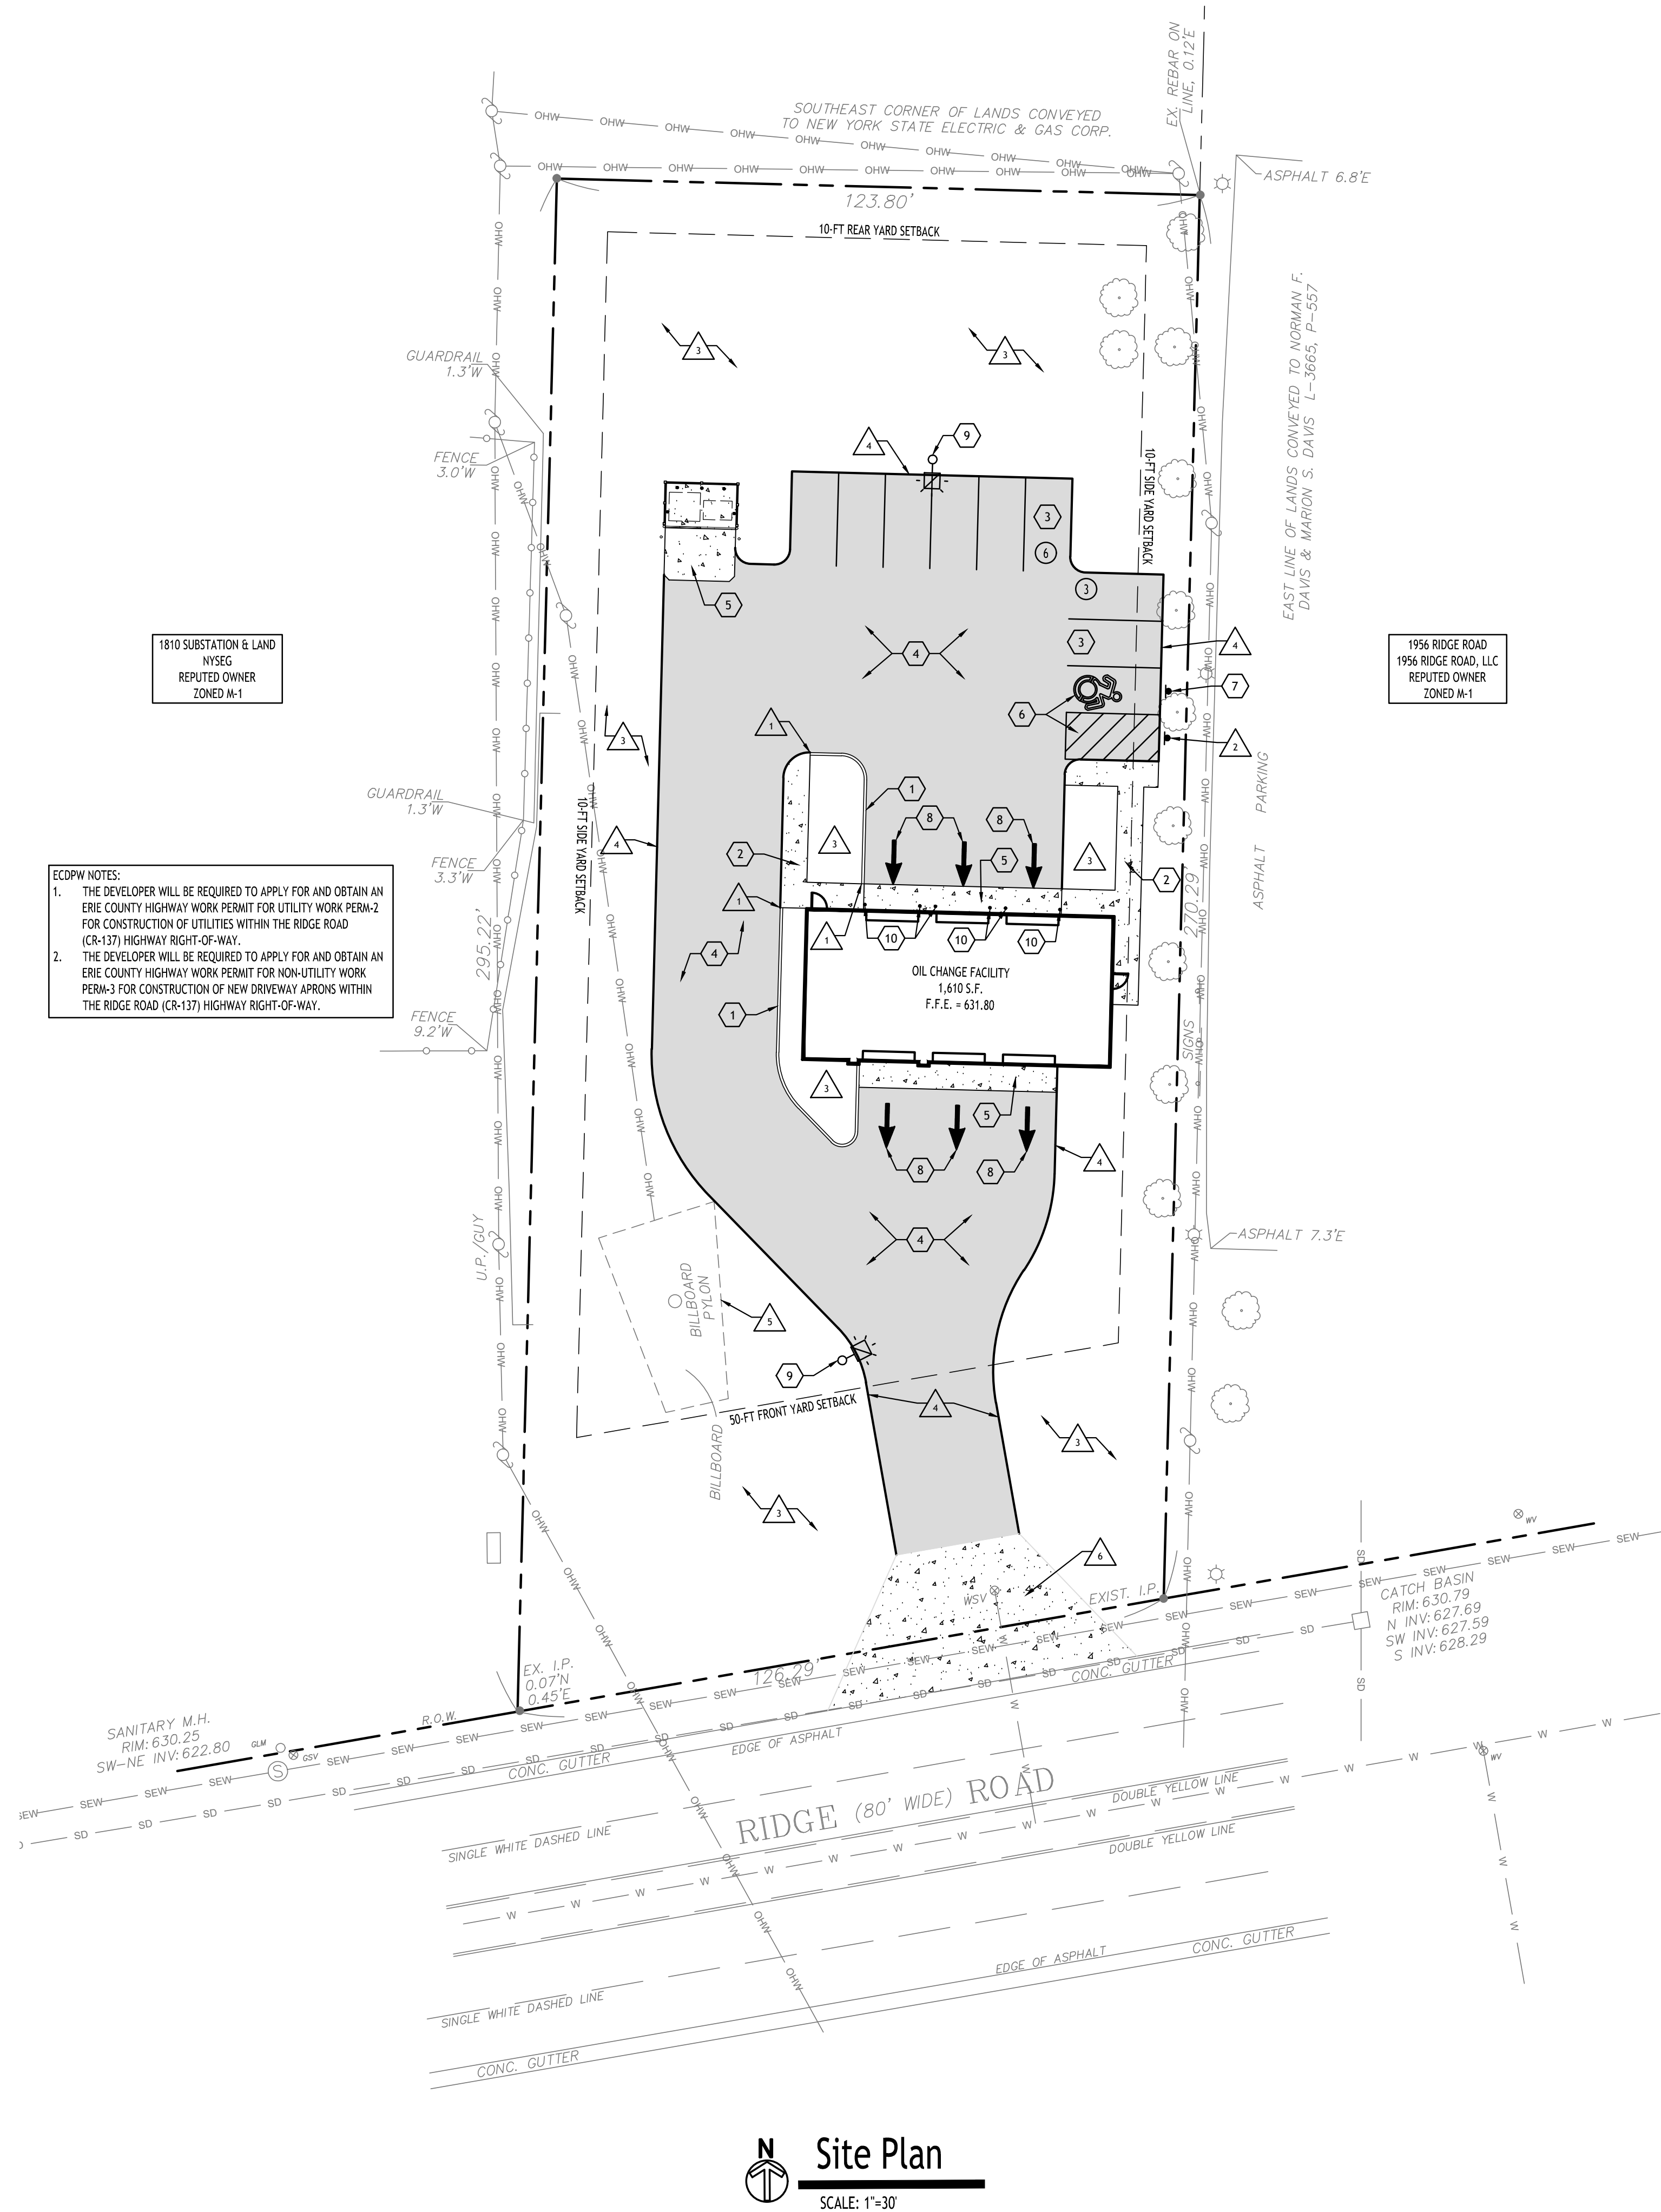 EX. REBAR ON
LINE, 0.12'E
SOUTHEAST CORNER OF LANDS CONVEYED
TO NEW YORK STATE ELECTRIC & GAS CORP.
ASPHALT 6.8'E
123.80'
10-FT REAR YARD SETBACK
EAST LINE OF LANDS CONVEYED TO NORMAN F.
DAVIS & MARION S. DAVIS L-3665, P-557
GUARDRAIL
1.3'W
FENCE
3.0'W
10-FT SIDE YARD SETBACK
1810 SUBSTATION & LAND
NYSEG
REPUTED OWNER
ZONED M-1
1956 RIDGE ROAD
1956 RIDGE ROAD, LLC
REPUTED OWNER
ZONED M-1
GUARDRAIL
1.3'W
10-FT SIDE YARD SETBACK
ASPHALT PARKING
FENCE
3.3'W
ECDPW NOTES:
1. THE DEVELOPER WILL BE REQUIRED TO APPLY FOR AND OBTAIN AN
ERIE COUNTY HIGHWAY WORK PERMIT FOR UTILITY WORK PERM-2
FOR CONSTRUCTION OF UTILITIES WITHIN THE RIDGE ROAD
(CR-137) HIGHWAY RIGHT-OF-WAY.
2. THE DEVELOPER WILL BE REQUIRED TO APPLY FOR AND OBTAIN AN
ERIE COUNTY HIGHWAY WORK PERMIT FOR NON-UTILITY WORK
PERM-3 FOR CONSTRUCTION OF NEW DRIVEWAY APRONS WITHIN
THE RIDGE ROAD (CR-137) HIGHWAY RIGHT-OF-WAY.
295.22'
270.29'
OIL CHANGE FACILITY
1,610 S.F.
F.F.E. = 631.80
FENCE
9.2'W
SIGNS
U.P./GUY
ASPHALT 7.3'E
BILLBOARD
PYLON
50-FT FRONT YARD SETBACK
BILLBOARD
WV
WSV
EXIST. I.P.
CATCH BASIN
RIM: 630.79
N INV: 627.69
SW INV: 627.59
S INV: 628.29
EX. I.P.
0.07'N
0.45'E
126.29'
CONC. GUTTER
R.O.W.
SANITARY M.H.
RIM: 630.25
SW-NE INV: 622.80
GLM
GSV
S
EDGE OF ASPHALT
CONC. GUTTER
WV
RIDGE (80' WIDE) ROAD
DOUBLE YELLOW LINE
SINGLE WHITE DASHED LINE
DOUBLE YELLOW LINE
EDGE OF ASPHALT
CONC. GUTTER
SINGLE WHITE DASHED LINE
CONC. GUTTER
N
Site Plan
SCALE: 1"=30'